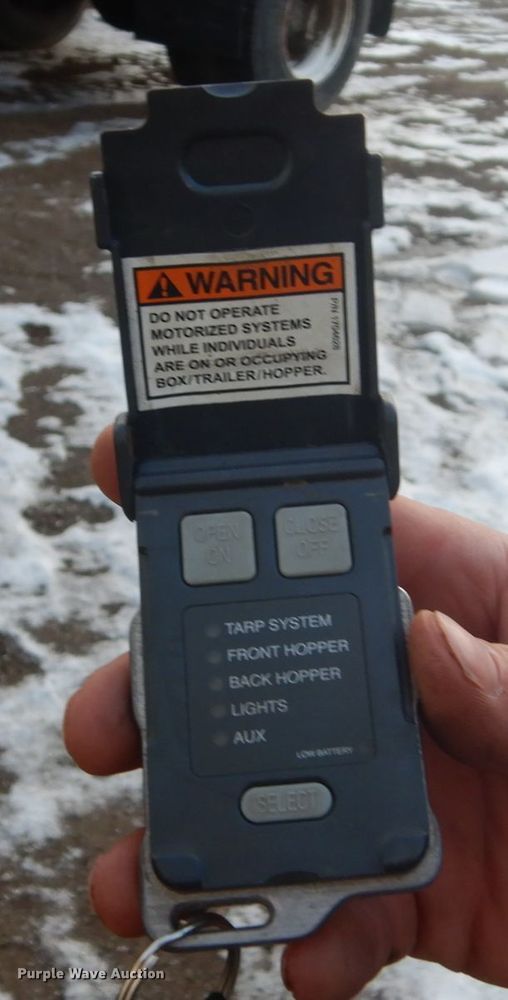 WARNING
DO NOT OPERATE
MOTORIZED SYSTEMS
WHILE INDIVIDUALS
ARE ON OR OCCUPYING
BOX/TRAILER/HOPPER.
OPEN
ON
CLOSE
OFF
TARP SYSTEM
FRONT HOPPER
BACK HOPPER
LIGHTS
AUX
LOW BATTERY
SELECT
Purple Wave Auction